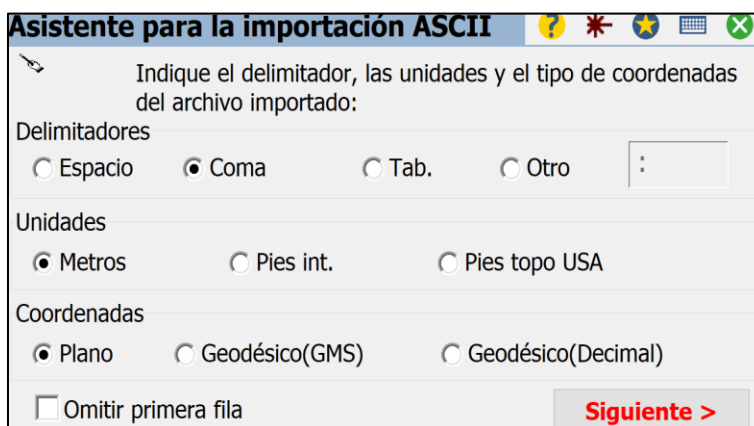 Asistente para la importación ASCII
Indique el delimitador, las unidades y el tipo de coordenadas
del archivo importado:
Delimitadores
Espacio Coma Tab. Otro :
Unidades
Metros Pies int. Pies topo USA
Coordenadas
Plano Geodésico(GMS) Geodésico(Decimal)
Omitir primera fila Siguiente >